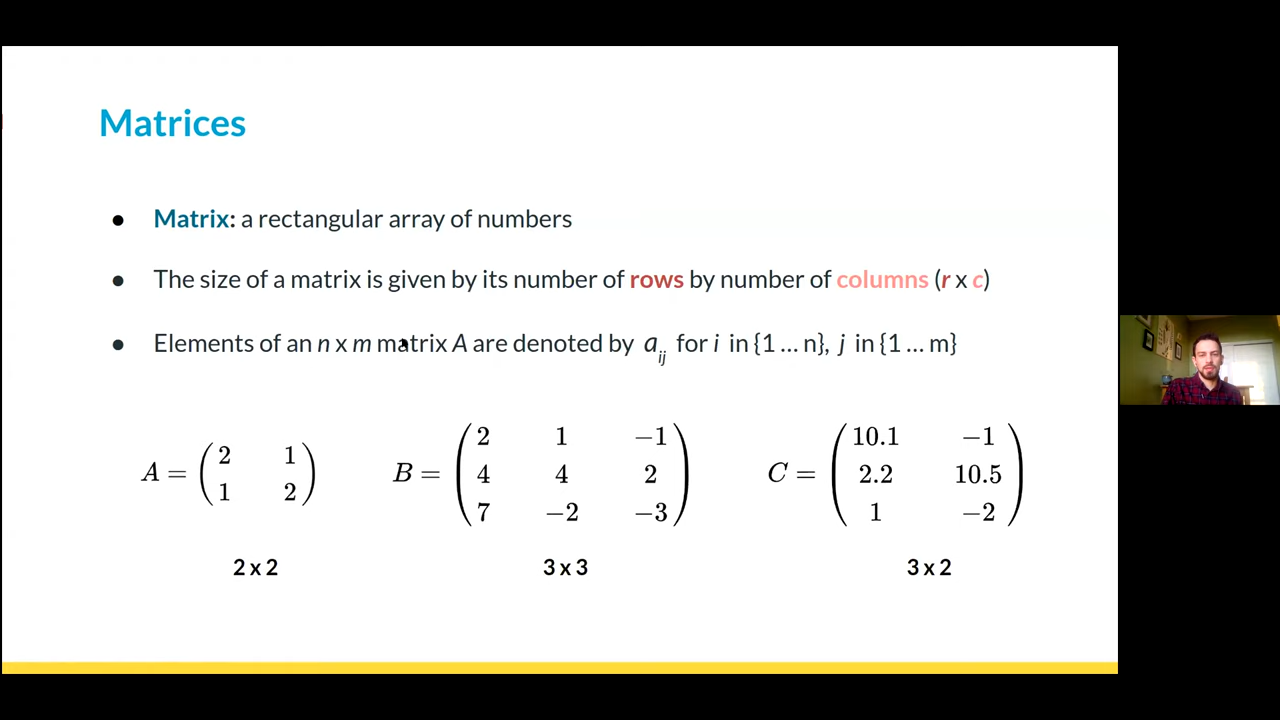 Matrices
● Matrix: a rectangular array of numbers
● The size of a matrix is given by its number of rows by number of columns (r x c)
● Elements of an n x m matrix A are denoted by a_ij for i in {1 … n}, j in {1 … m}
A = ( 2 1 ) B = ( 2 1 −1 ) C = ( 10.1 −1 )
( 1 2 ) ( 4 4 2 ) ( 2.2 10.5 )
( 7 −2 −3 ) ( 1 −2 )
2 x 2 3 x 3 3 x 2